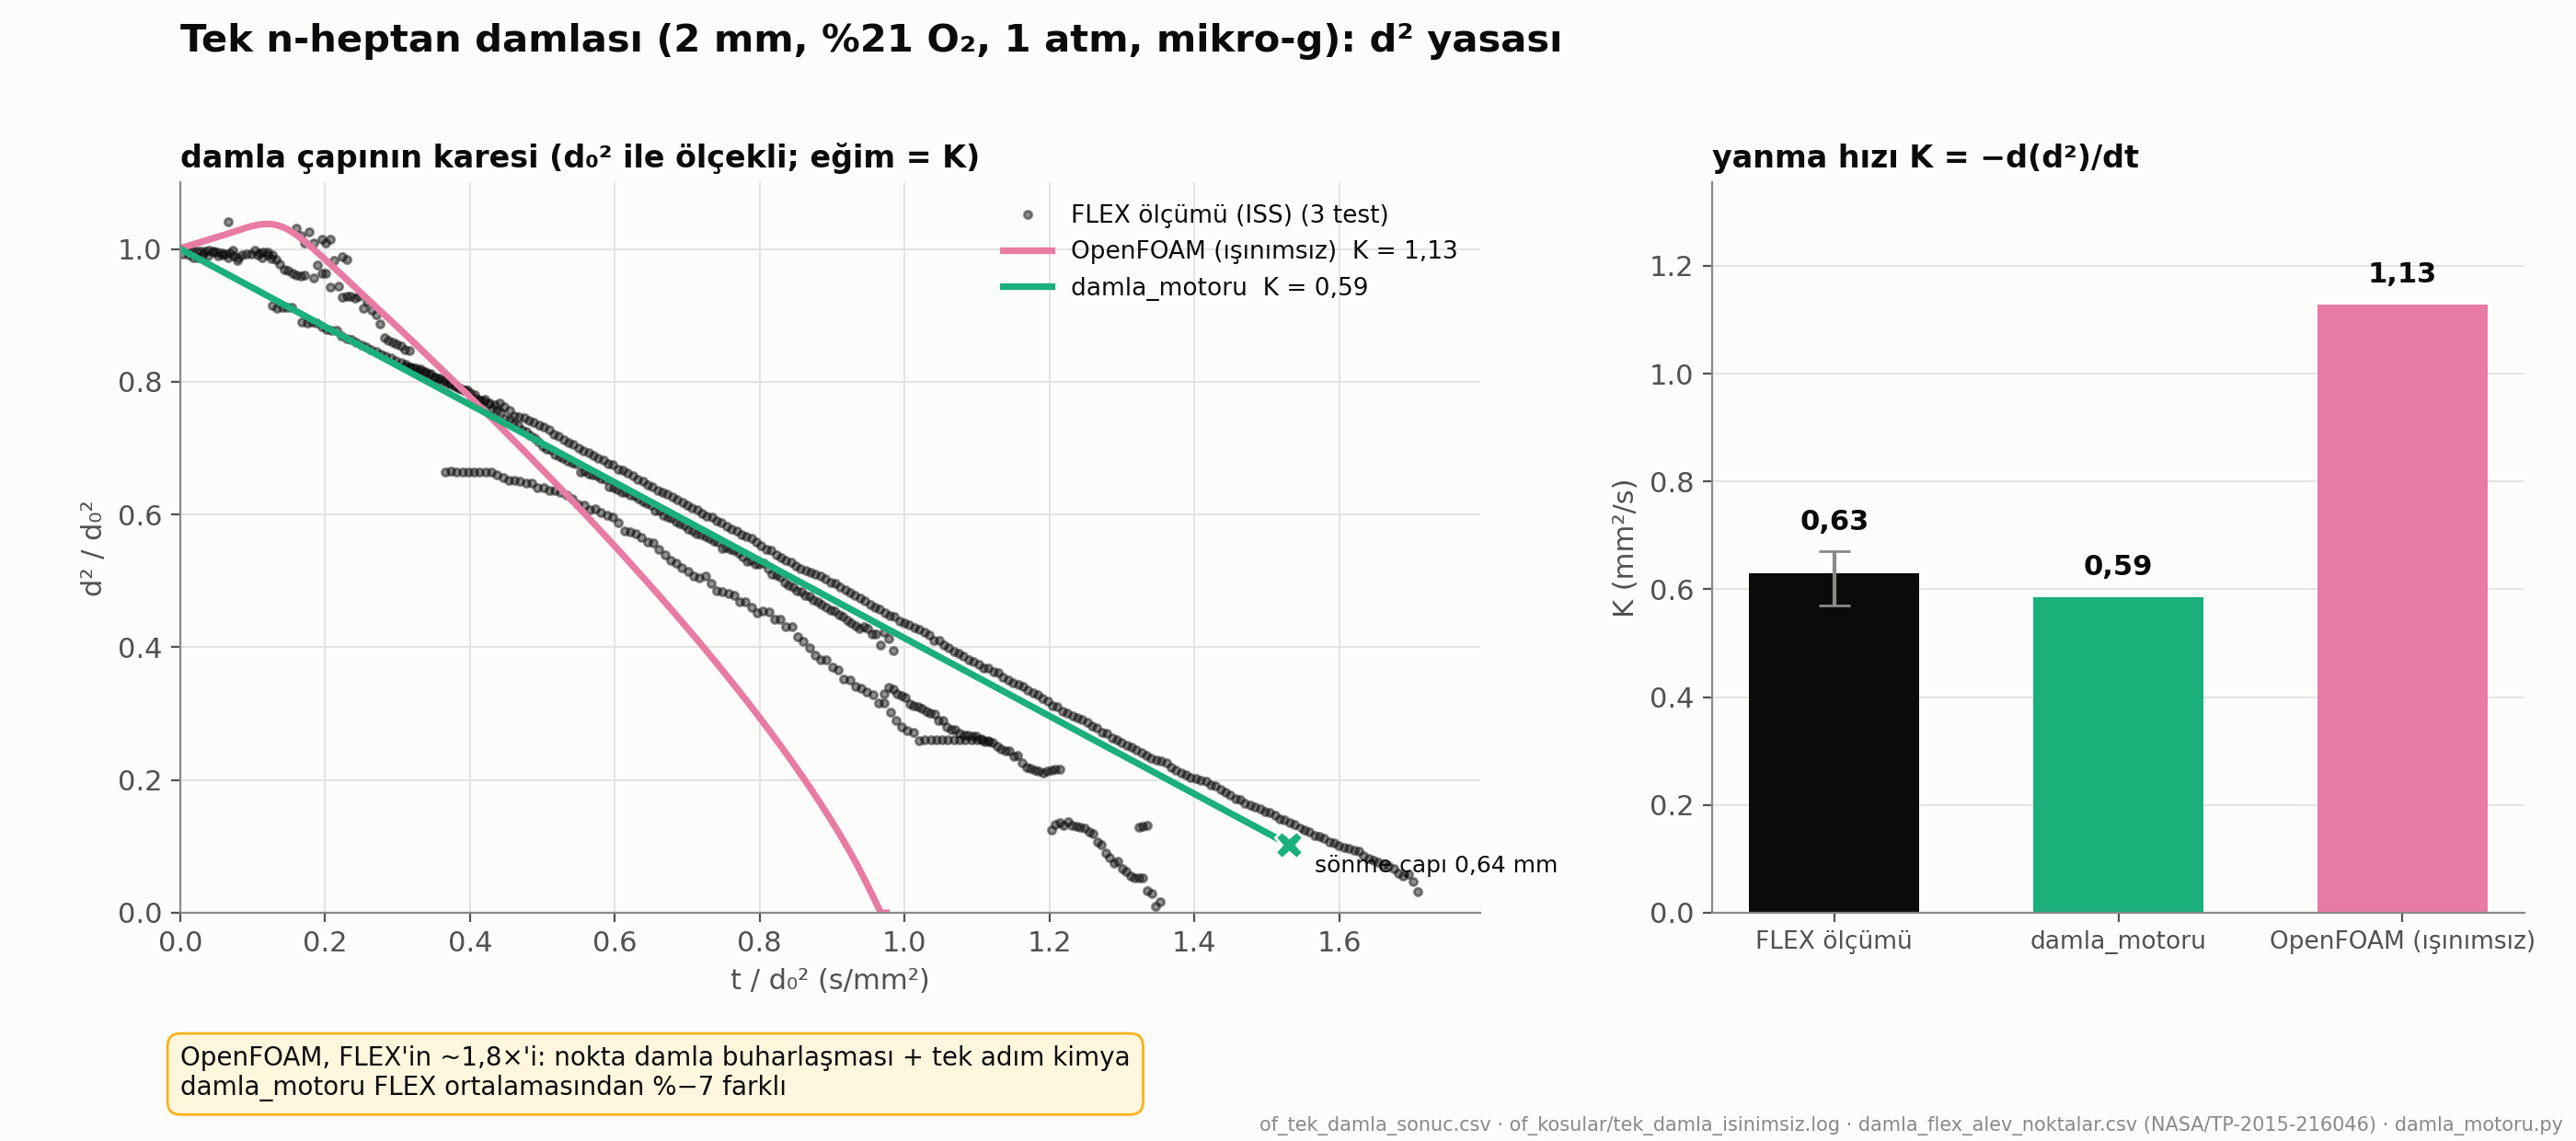 Tek n-heptan damlası (2 mm, %21 O₂, 1 atm, mikro-g): d² yasası
damla çapının karesi (d₀² ile ölçekli; eğim = K)
FLEX ölçümü (ISS) (3 test)
OpenFOAM (ışınımsız)  K = 1,13
damla_motoru  K = 0,59
d² / d₀²
1.0
0.8
0.6
0.4
0.2
0.0
sönme çapı 0,64 mm
0.0 0.2 0.4 0.6 0.8 1.0 1.2 1.4 1.6
t / d₀² (s/mm²)
yanma hızı K = −d(d²)/dt
K (mm²/s)
1.2
1.0
0.8
0.6
0.4
0.2
0.0
0,63
0,59
1,13
FLEX ölçümü damla_motoru OpenFOAM (ışınımsız)
OpenFOAM, FLEX'in ~1,8×'i: nokta damla buharlaşması + tek adım kimya
damla_motoru FLEX ortalamasından %−7 farklı
of_tek_damla_sonuc.csv · of_kosular/tek_damla_isinimsiz.log · damla_flex_alev_noktalar.csv (NASA/TP-2015-216046) · damla_motoru.py